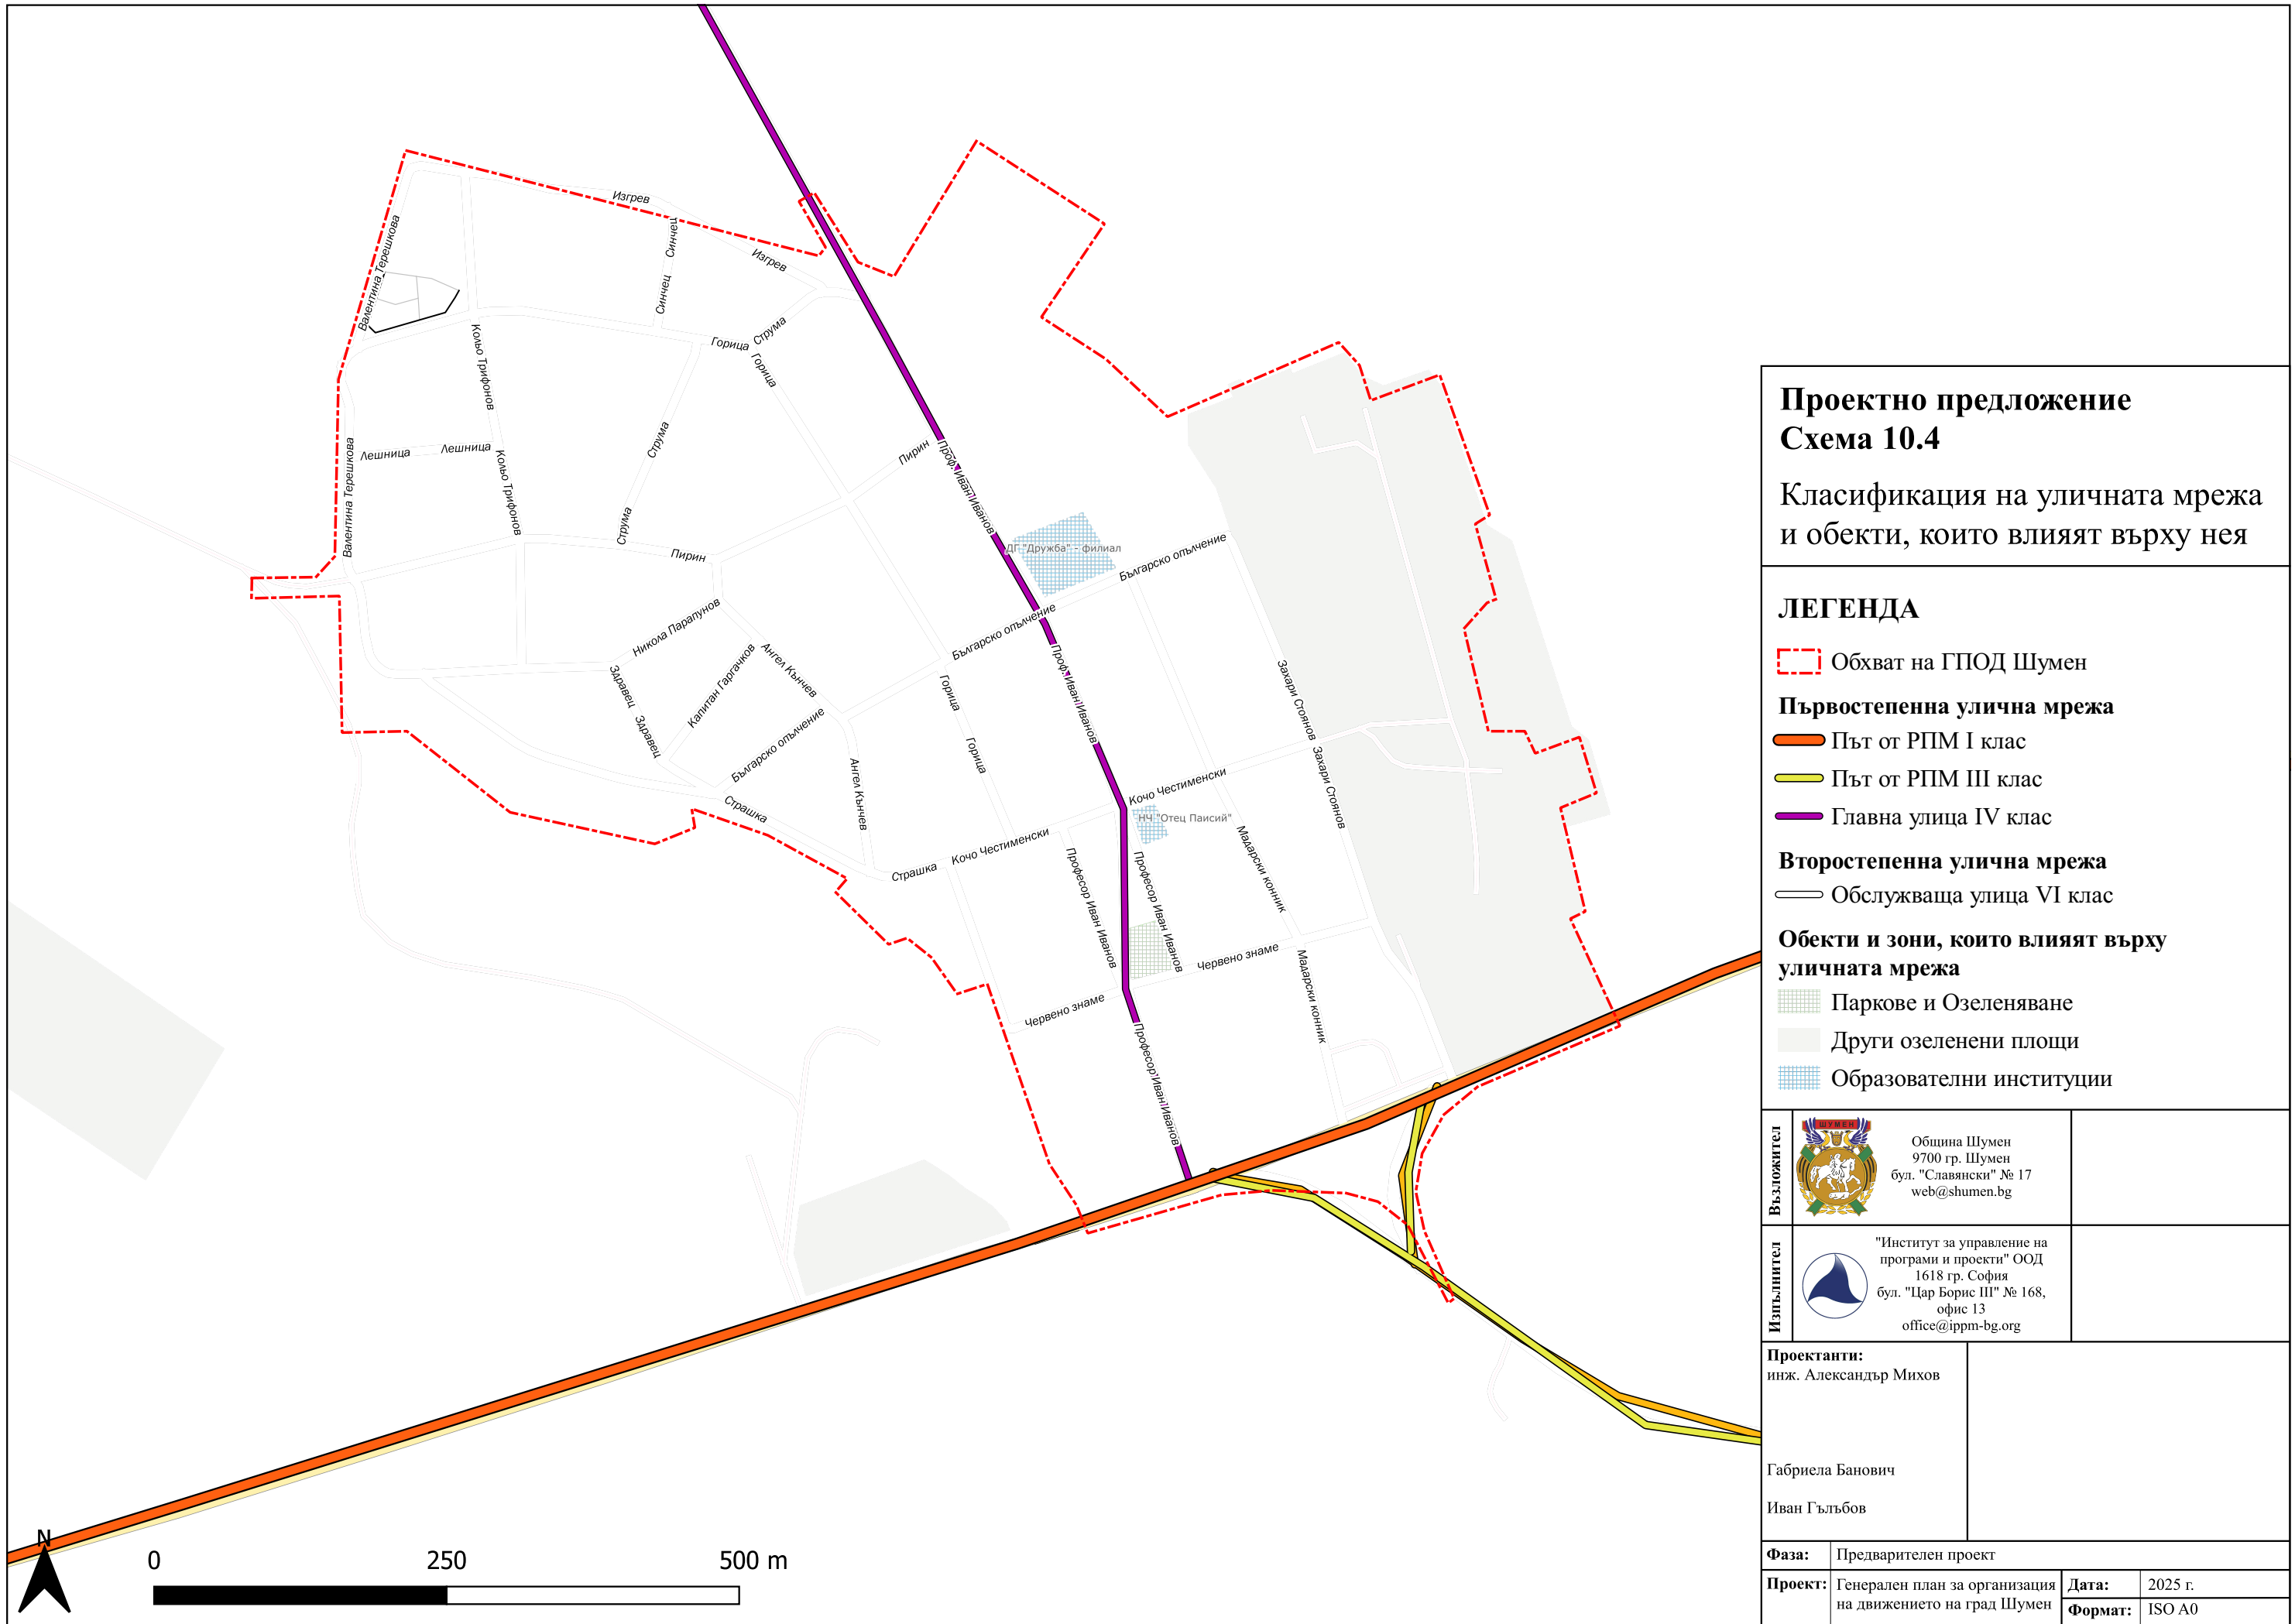 Изгрев
Синчец
Изгрев
Валентина Терешкова
Синчец
Струма
Горица
Горица
Кольо Трифонов
Струма
Лешница
Лешница
Валентина Терешкова
Кольо Трифонов
Струма
Пирин
Пирин
Проф. Иван Иванов
ДГ "Дружба" - филиал
Българско опълчение
Българско опълчение
Никола Парапунов
Капитан Гаргачков
Ангел Кънчев
Здравец
Здравец
Българско опълчение
Страшка
Ангел Кънчев
Горица
Горица
Проф. Иван Иванов
Захари Стоянов
Захари Стоянов
Кочо Честименски
НЧ "Отец Паисий"
Кочо Честименски
Страшка
Професор Иван Иванов
Професор Иван Иванов
Мадарски конник
Мадарски конник
Червено знаме
Червено знаме
Професор Иван Иванов
N
0 250 500 m
Проектно предложение
Схема 10.4
Класификация на уличната мрежа
и обекти, които влияят върху нея
ЛЕГЕНДА
Обхват на ГПОД Шумен
Първостепенна улична мрежа
Път от РПМ I клас
Път от РПМ III клас
Главна улица IV клас
Второстепенна улична мрежа
Обслужваща улица VI клас
Обекти и зони, които влияят върху
уличната мрежа
Паркове и Озеленяване
Други озеленени площи
Образователни институции
Възложител
ШУМЕН
Община Шумен
9700 гр. Шумен
бул. "Славянски" № 17
web@shumen.bg
Изпълнител
"Институт за управление на
програми и проекти" ООД
1618 гр. София
бул. "Цар Борис III" № 168,
офис 13
office@ippm-bg.org
Проектанти:
инж. Александър Михов
Габриела Банович
Иван Гълъбов
Фаза: Предварителен проект
Проект: Генерален план за организация
на движението на град Шумен
Дата: 2025 г.
Формат: ISO A0